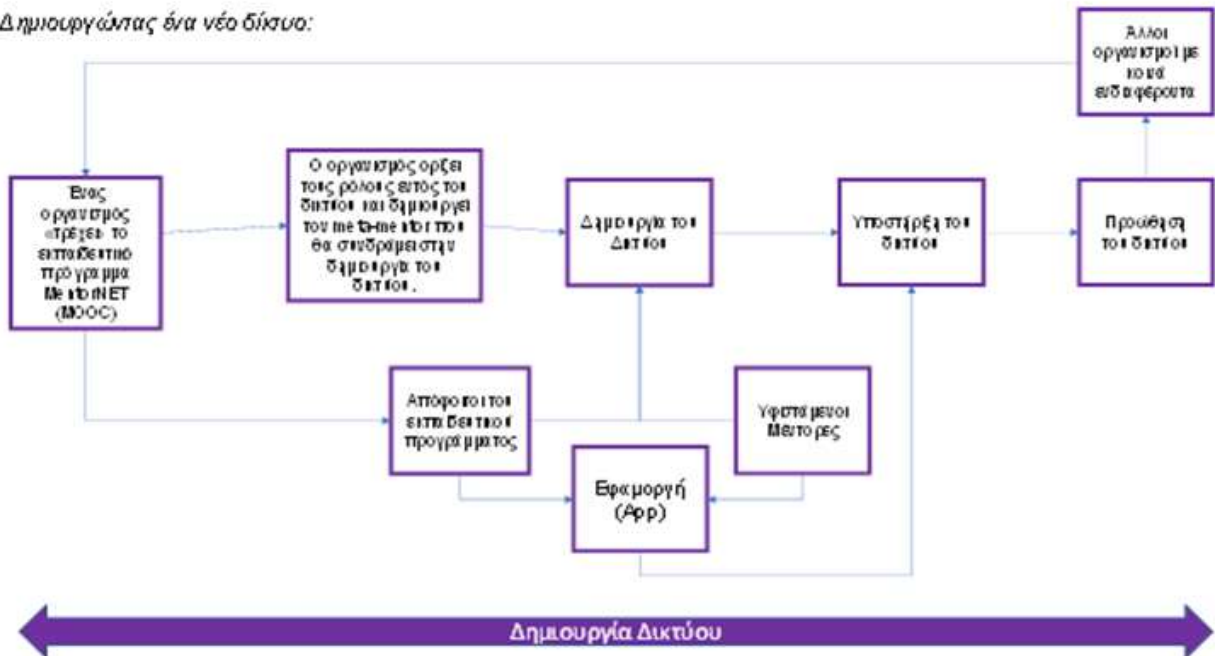 Δημιουργώντας ένα νέο δίκτυο:
Άλλοι
οργανισμοί με
κοινά
ενδιαφέροντα
Ένας
οργανισμός
«τρέχει» το
εκπαιδευτικό
πρόγραμμα
MentorNET
(MOOC)
Ο οργανισμός ορίζει
τους ρόλους εντός του
δικτύου και δημιουργεί
τον meta-mentor που
θα συνδράμει στην
δημιουργία του
δικτύου.
Δημιουργία του
Δικτύου
Υποστήριξη του
δικτύου
Προώθηση
του δικτύου
Απόφοιτοι του
εκπαιδευτικού
προγράμματος
Υφιστάμενοι
Μέντορες
Εφαμοργή
(App)
Δημιουργία Δικτύου